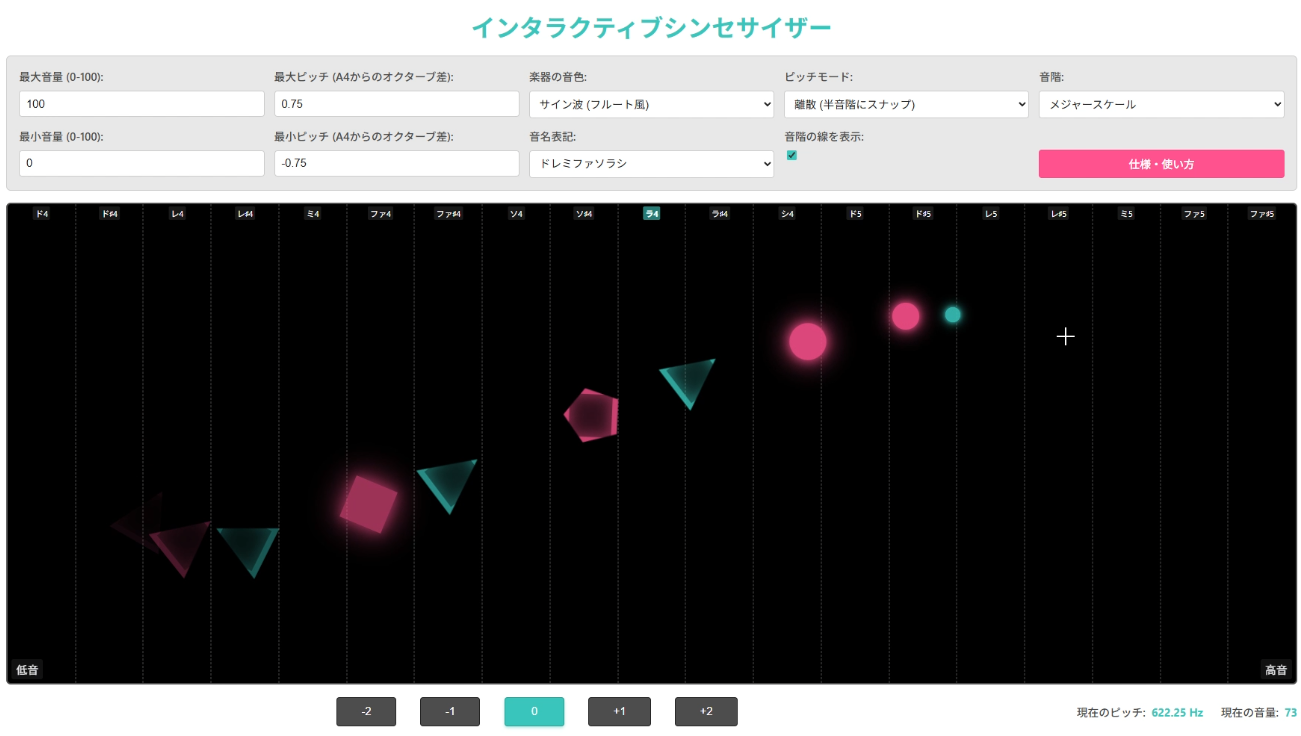 インタラクティブシンセサイザー
最大音量 (0-100): 最大ピッチ (A4からのオクターブ差): 楽器の音色: ピッチモード: 音階:
100 0.75 サイン波 (フルート風) 離散 (半音階にスナップ) メジャースケール
最小音量 (0-100): 最小ピッチ (A4からのオクターブ差): 音名表記: 音階の線を表示:
0 -0.75 ドレミファソラシ 仕様・使い方
ド4 ド#4 レ4 レ#4 ミ4 ファ4 ファ#4 ソ4 ソ#4 ラ4 ラ#4 シ4 ド5 ド#5 レ5 レ#5 ミ5 ファ5 ファ#5
低音 高音
-2 -1 0 +1 +2 現在のピッチ: 622.25 Hz 現在の音量: 73